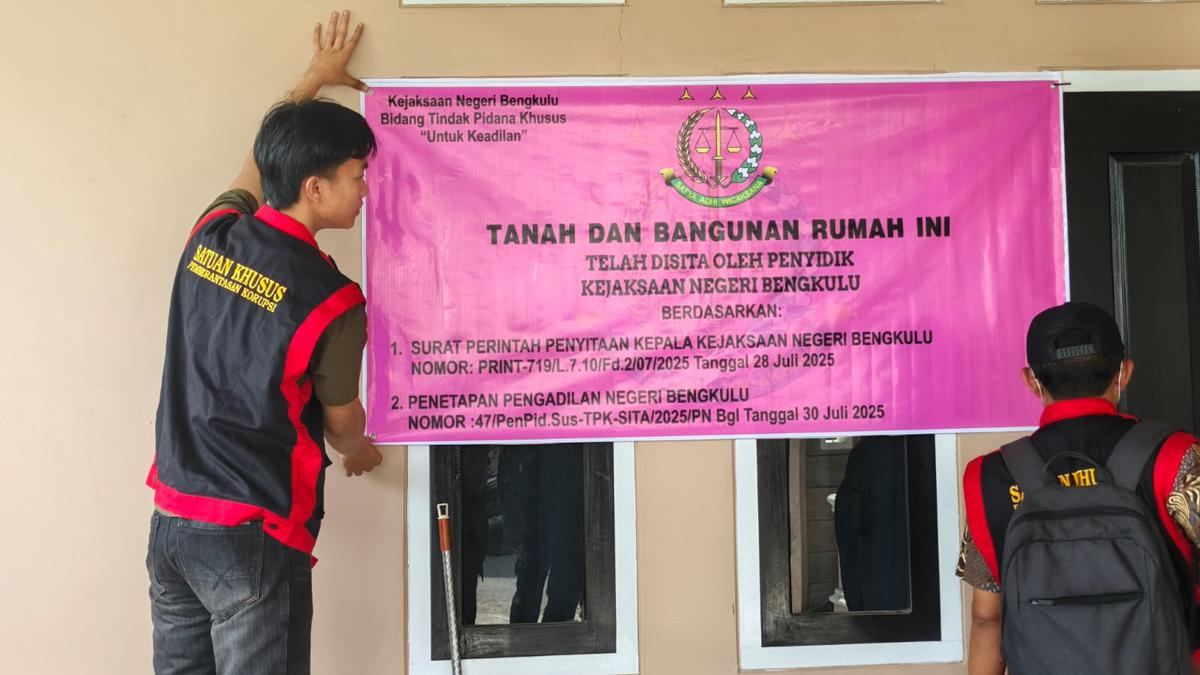 Kejaksaan Negeri Bengkulu
Bidang Tindak Pidana Khusus
"Untuk Keadilan"
SATYA ADHI WICAKSANA
TANAH DAN BANGUNAN RUMAH INI
TELAH DISITA OLEH PENYIDIK
KEJAKSAAN NEGERI BENGKULU
BERDASARKAN:
1. SURAT PERINTAH PENYITAAN KEPALA KEJAKSAAN NEGERI BENGKULU
NOMOR: PRINT-719/L.7.10/Fd.2/07/2025 Tanggal 28 Juli 2025
2. PENETAPAN PENGADILAN NEGERI BENGKULU
NOMOR :47/PenPid.Sus-TPK-SITA/2025/PN Bgl Tanggal 30 Juli 2025
SATUAN KHUSUS
PEMBERANTASAN KORUPSI